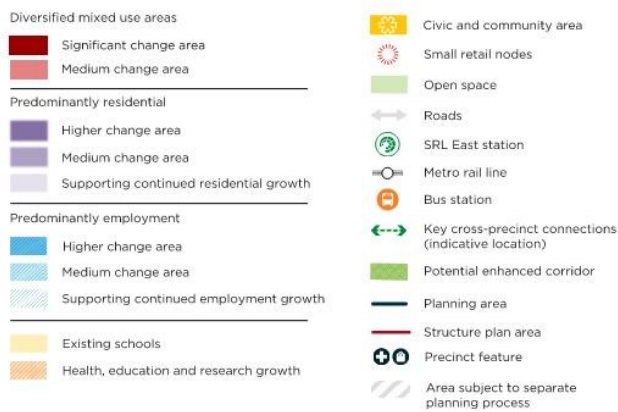 Diversified mixed use areas
Significant change area
Medium change area
Predominantly residential
Higher change area
Medium change area
Supporting continued residential growth
Predominantly employment
Higher change area
Medium change area
Supporting continued employment growth
Existing schools
Health, education and research growth
Civic and community area
Small retail nodes
Open space
Roads
SRL East station
Metro rail line
Bus station
Key cross-precinct connections
(indicative location)
Potential enhanced corridor
Planning area
Structure plan area
Precinct feature
Area subject to separate
planning process